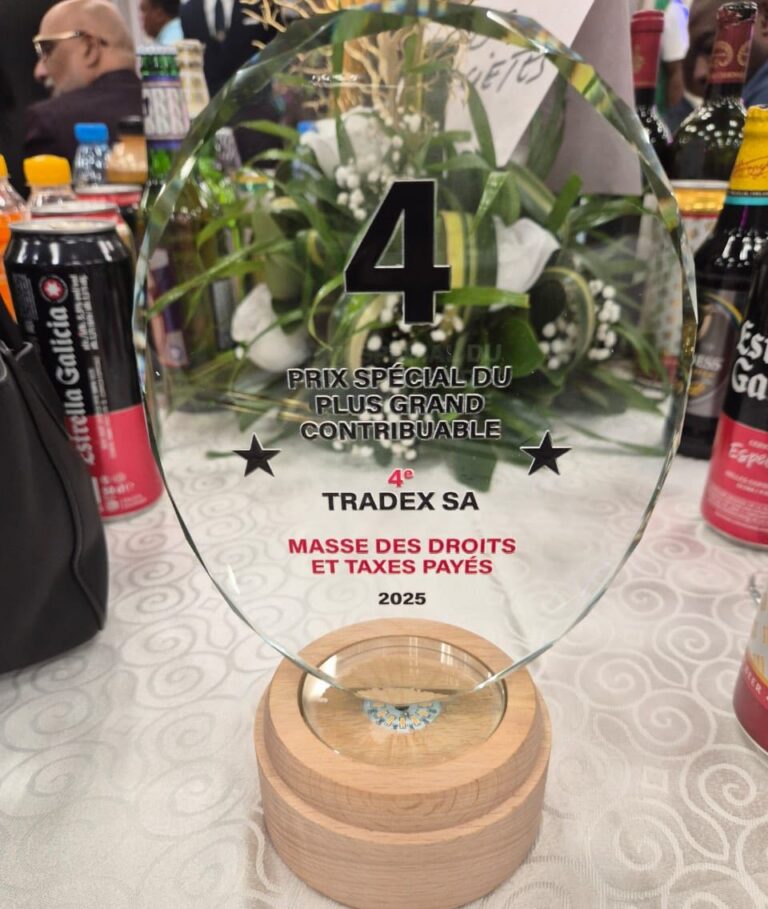 4
PRIX SPÉCIAL DU
PLUS GRAND
CONTRIBUABLE
4e
TRADEX SA
MASSE DES DROITS
ET TAXES PAYÉS
2025
Estrella Galicia